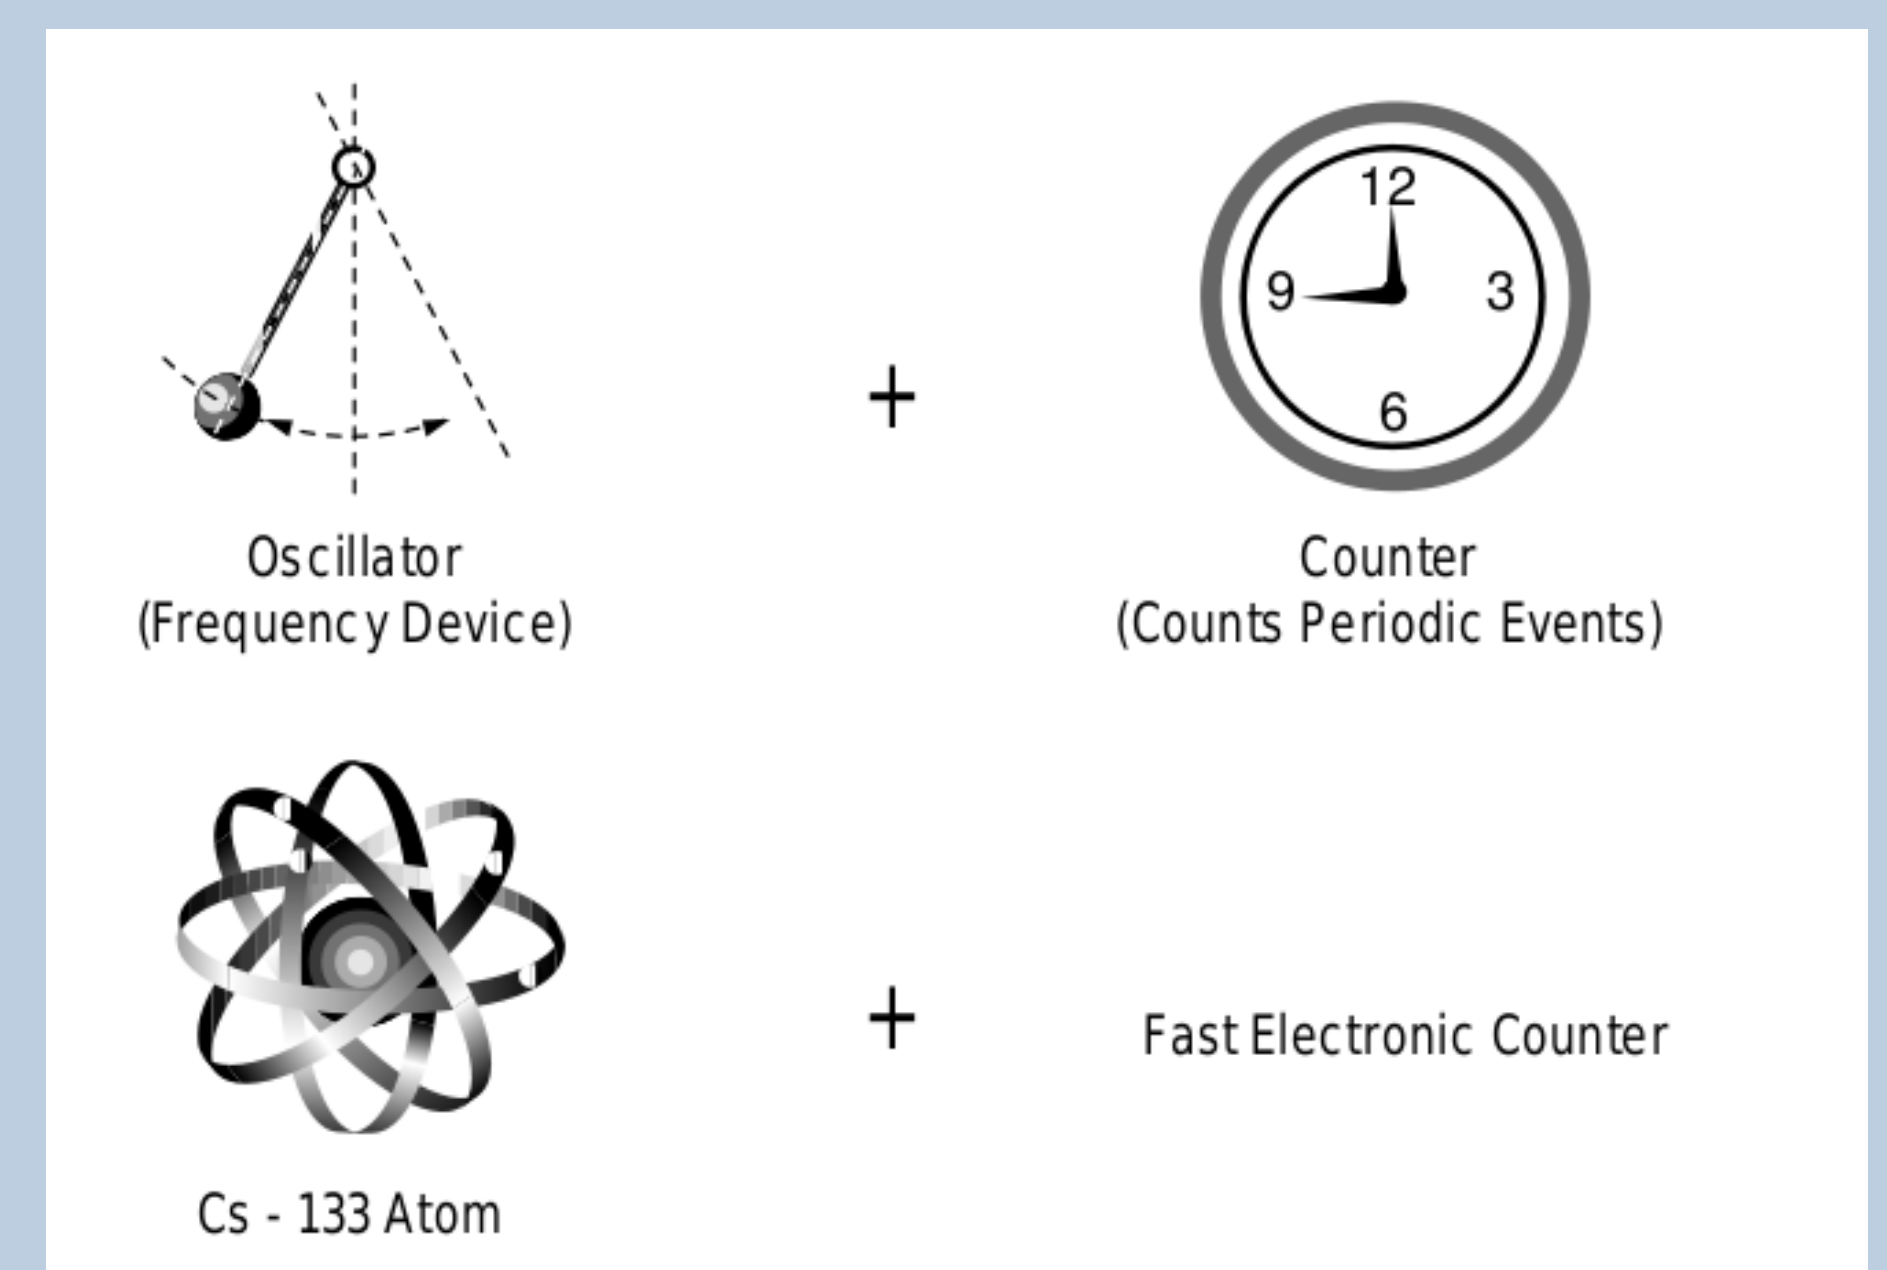 12
9
3
6
+
Oscillator
(Frequency Device)
Counter
(Counts Periodic Events)
+
Fast Electronic Counter
Cs - 133 Atom